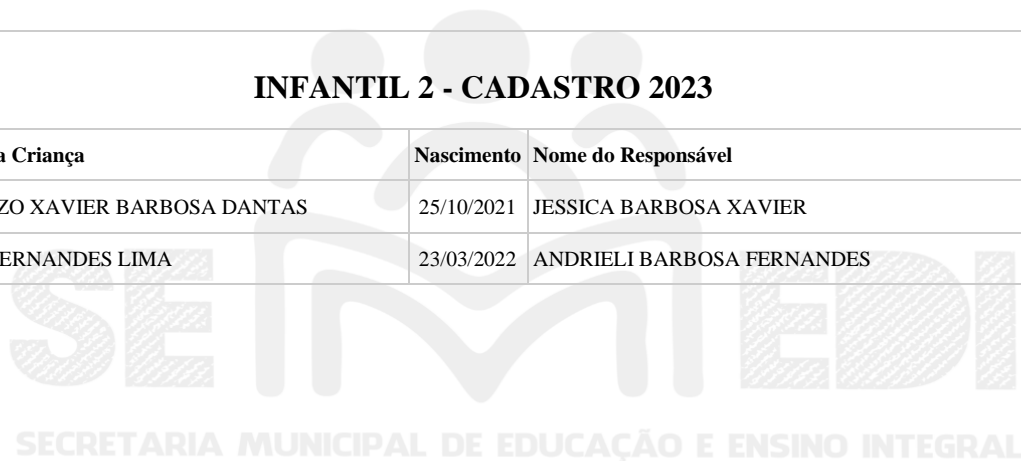 INFANTIL 2 - CADASTRO 2023
a Criança Nascimento Nome do Responsável
ZO XAVIER BARBOSA DANTAS 25/10/2021 JESSICA BARBOSA XAVIER
ERNANDES LIMA 23/03/2022 ANDRIELI BARBOSA FERNANDES
SEMEDI
SECRETARIA MUNICIPAL DE EDUCAÇÃO E ENSINO INTEGRAL